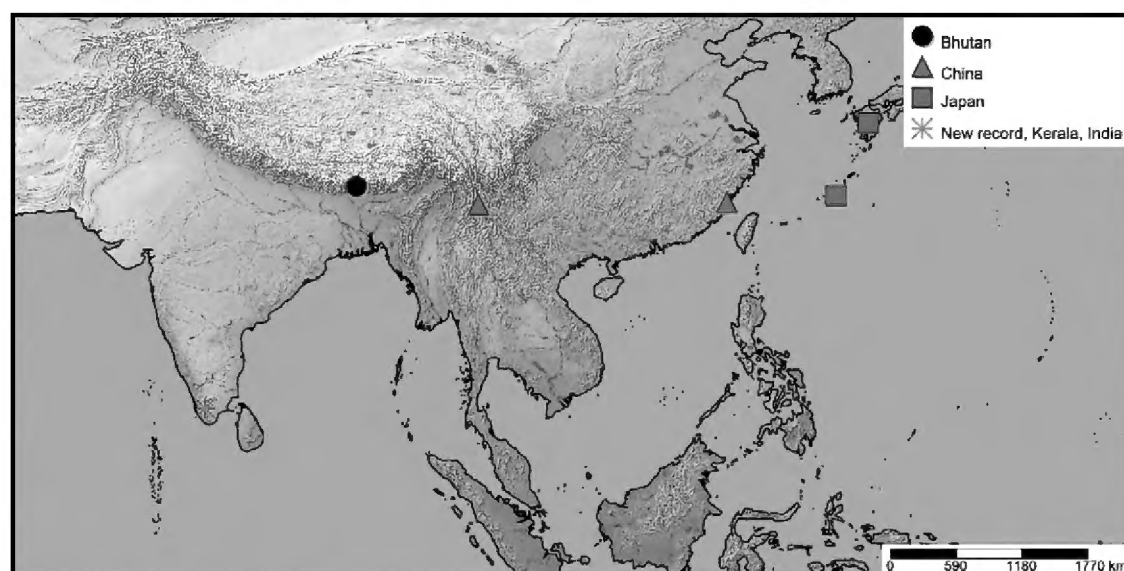 Bhutan
China
Japan
New record, Kerala, India
0 590 1180 1770 km